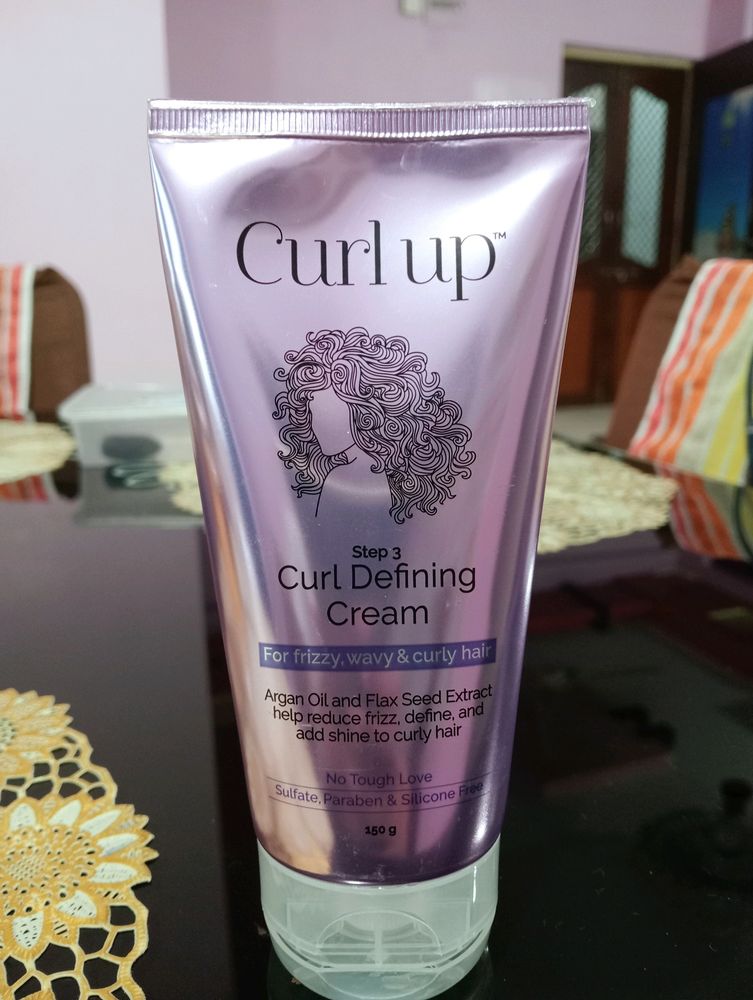 Curl up™
Step 3
Curl Defining
Cream
For frizzy, wavy & curly hair
Argan Oil and Flax Seed Extract
help reduce frizz, define, and
add shine to curly hair
No Tough Love
Sulfate, Paraben & Silicone Free
150 g